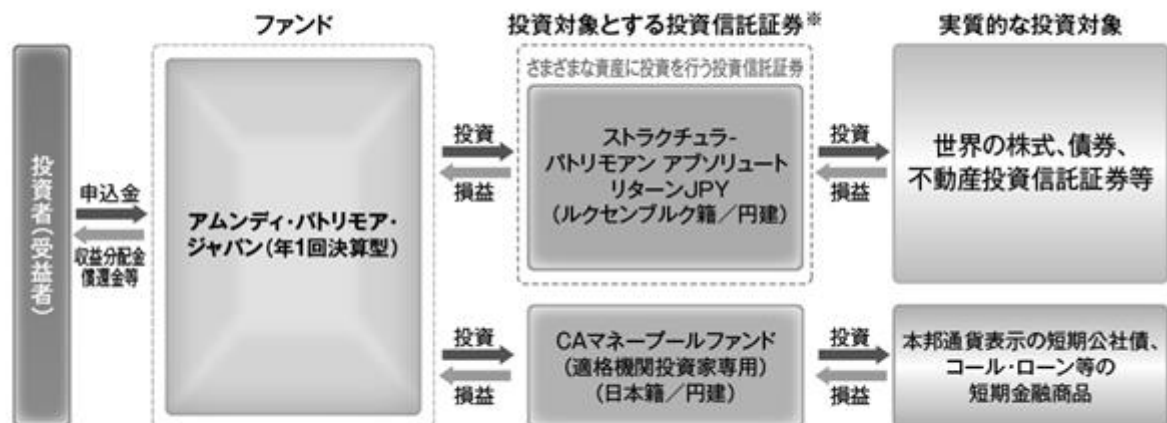 ファンド
投資対象とする投資信託証券※
実質的な投資対象
投資者(受益者)
申込金
収益分配金
償還金等
アムンディ・パトリモア・
ジャパン(年1回決算型)
投資
損益
さまざまな資産に投資を行う投資信託証券
ストラクチュラ-
パトリモアン アブソリュート
リターンJPY
(ルクセンブルク籍/円建)
投資
損益
世界の株式、債券、
不動産投資信託証券等
投資
損益
CAマネープールファンド
(適格機関投資家専用)
(日本籍/円建)
投資
損益
本邦通貨表示の短期公社債、
コール・ローン等の
短期金融商品